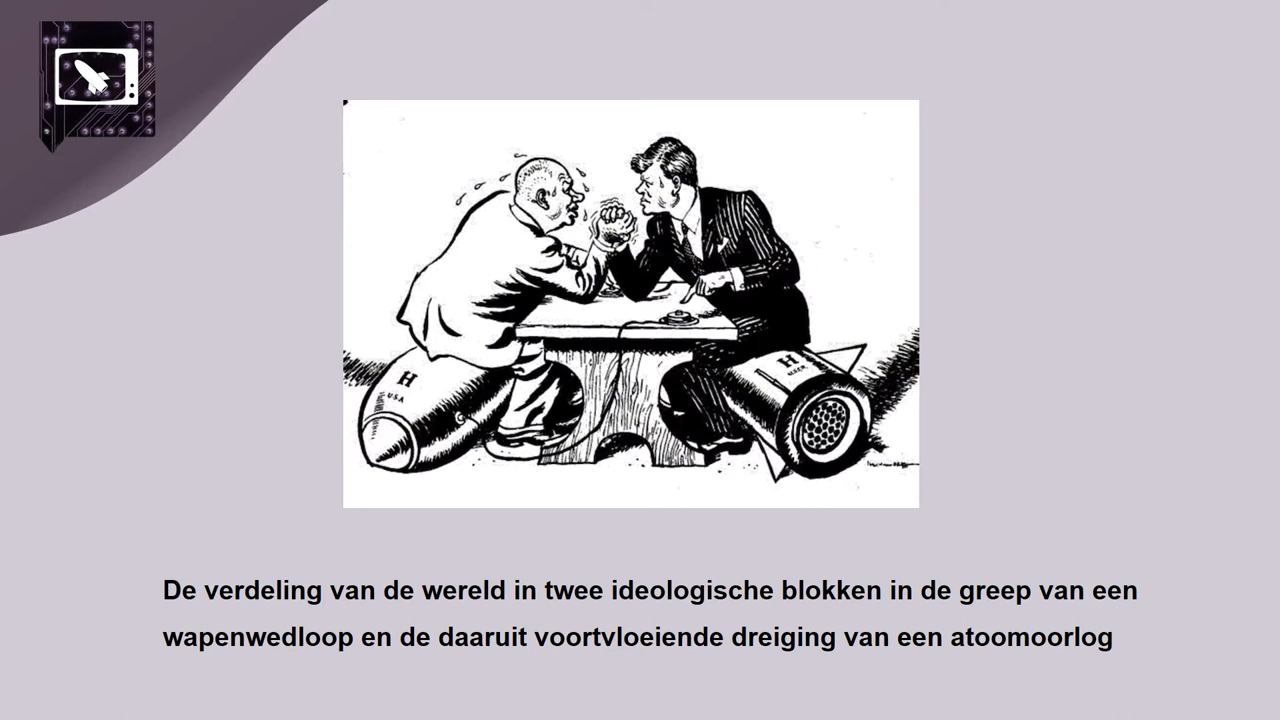 H
USA
H
De verdeling van de wereld in twee ideologische blokken in de greep van een
wapenwedloop en de daaruit voortvloeiende dreiging van een atoomoorlog